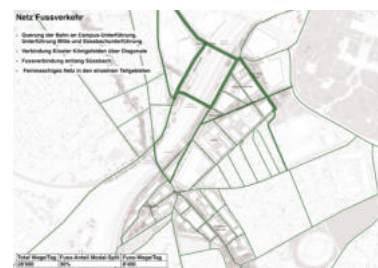 Netz Fussverkehr
- Querung der Bahn an Campus-Unterführung,
Unterführung Mitte und Süssbachunterführung
- Verbindung Kloster Königsfelden über Diagonale
- Fussverbindung entlang Süssbach
- Feinmaschiges Netz in den einzelnen Teilgebieten
Total Wege/Tag Fuss-Anteil Modal-Split Fuss-Wege/Tag
30%